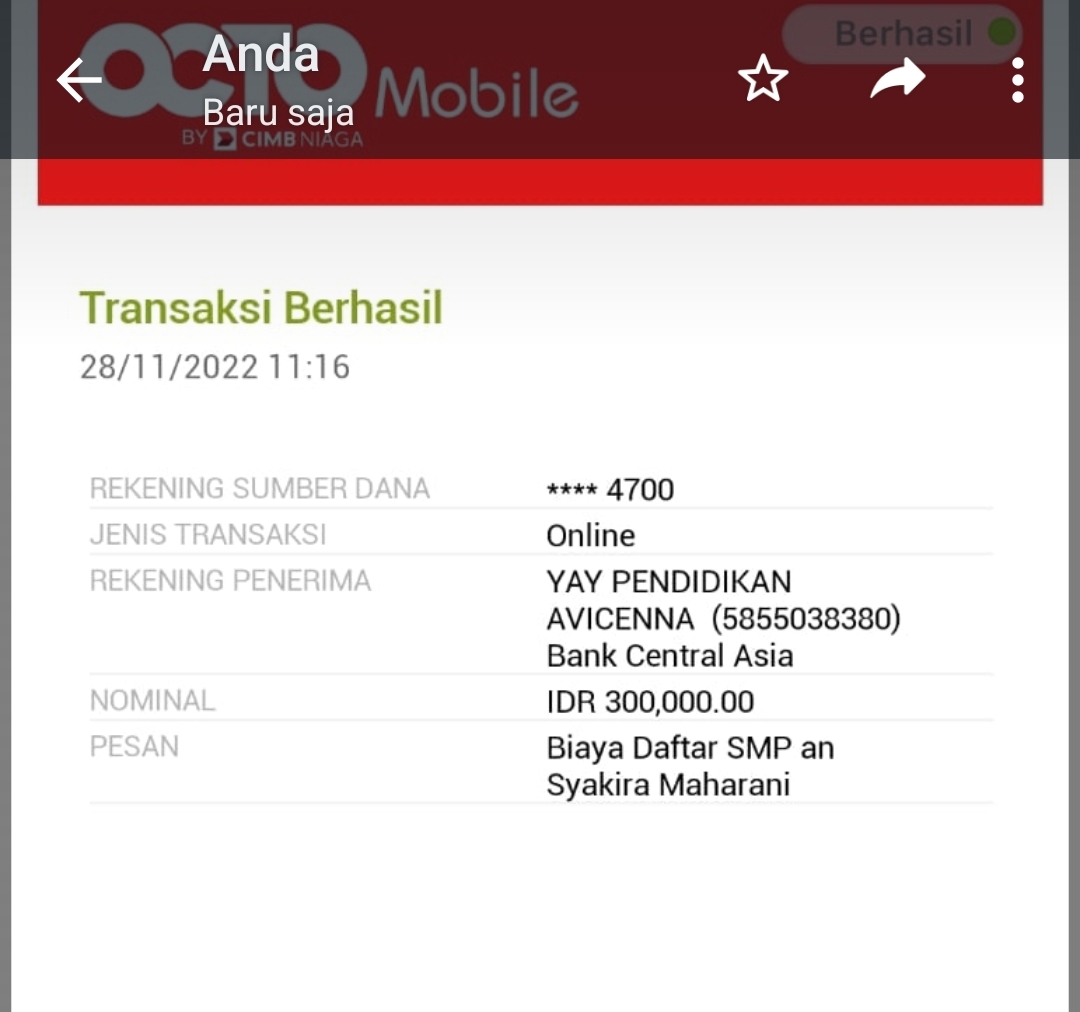 OCTO Mobile
BY CIMB NIAGA
Berhasil
Anda
Baru saja
Transaksi Berhasil
28/11/2022 11:16
REKENING SUMBER DANA **** 4700
JENIS TRANSAKSI Online
REKENING PENERIMA YAY PENDIDIKAN
AVICENNA (5855038380)
Bank Central Asia
NOMINAL IDR 300,000.00
PESAN Biaya Daftar SMP an
Syakira Maharani